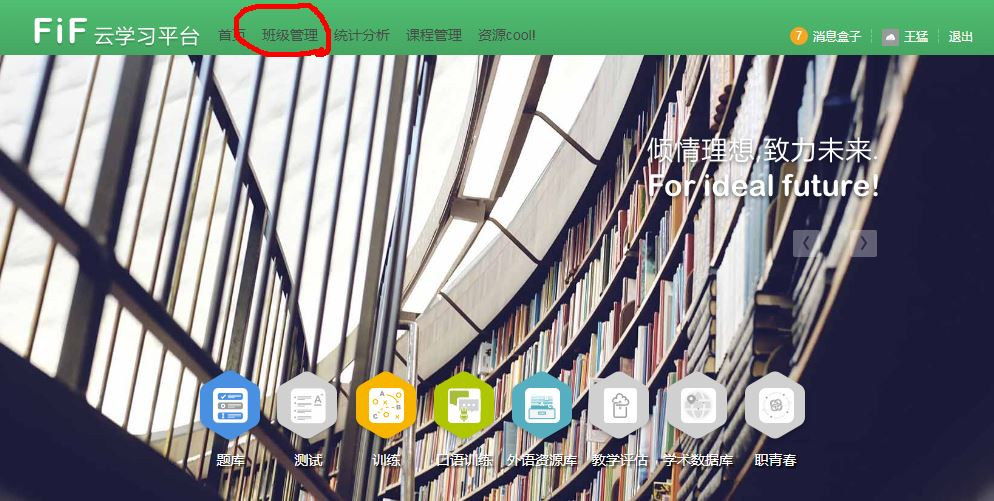 FiF 云学习平台 首页 班级管理 统计分析 课程管理 资源cool! 7 消息盒子 王猛 退出
倾情理想,致力未来.
For ideal future!
题库 测试 训练 口语训练 外语资源库 教学评估 学术数据库 职青春